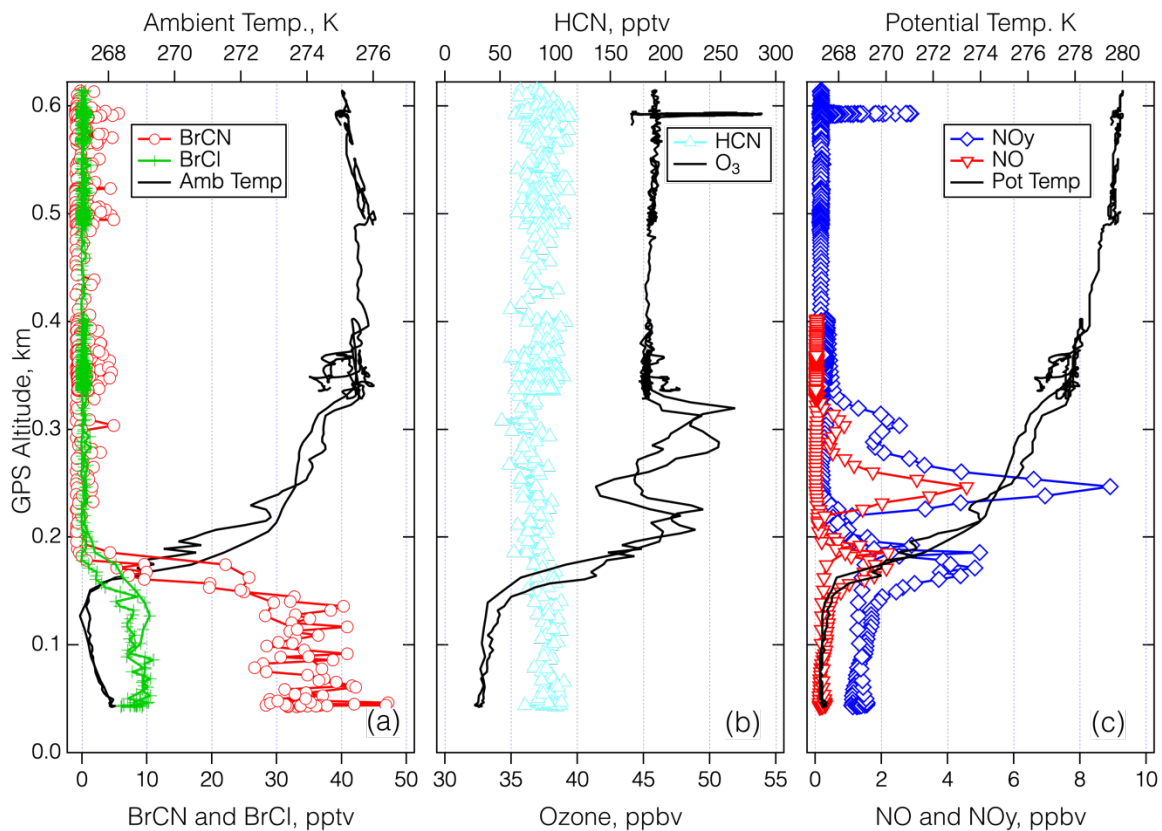 Ambient Temp., K
HCN, pptv
Potential Temp. K
268 270 272 274 276
0 50 100 150 200 250 300
268 270 272 274 276 278 280
BrCN
BrCl
Amb Temp
HCN
O3
NOy
NO
Pot Temp
GPS Altitude, km
0.6
0.5
0.4
0.3
0.2
0.1
0.0
(a)
(b)
(c)
0 10 20 30 40 50
30 35 40 45 50 55
0 2 4 6 8 10
BrCN and BrCl, pptv
Ozone, ppbv
NO and NOy, ppbv